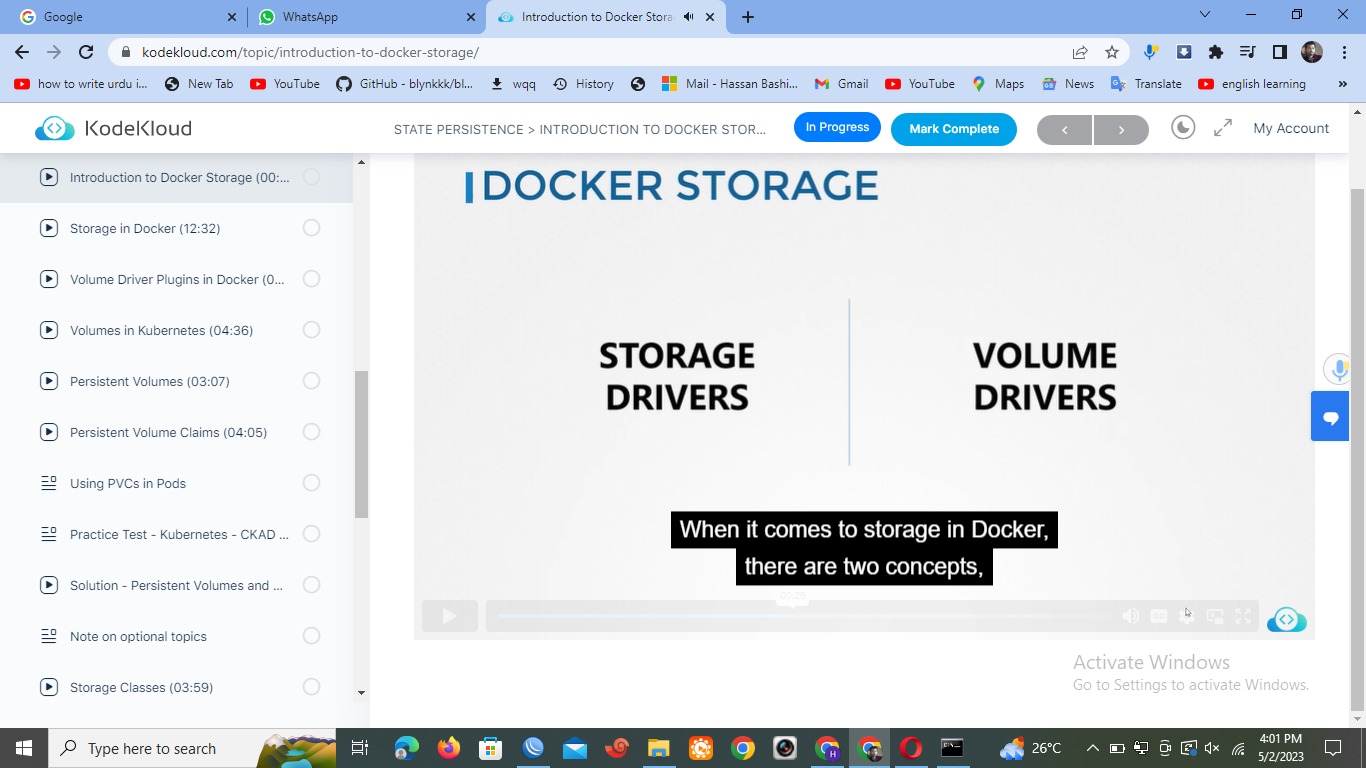 Google
WhatsApp
Introduction to Docker Stora
kodekloud.com/topic/introduction-to-docker-storage/
how to write urdu i...
New Tab
YouTube
GitHub - blynkkk/bl...
wqq
History
Mail - Hassan Bashi...
Gmail
YouTube
Maps
News
Translate
english learning
»
KodeKloud
STATE PERSISTENCE > INTRODUCTION TO DOCKER STOR...
In Progress
Mark Complete
My Account
Introduction to Docker Storage (00:...
Storage in Docker (12:32)
Volume Driver Plugins in Docker (0...
Volumes in Kubernetes (04:36)
Persistent Volumes (03:07)
Persistent Volume Claims (04:05)
Using PVCs in Pods
Practice Test - Kubernetes - CKAD ...
Solution - Persistent Volumes and ...
Note on optional topics
Storage Classes (03:59)
DOCKER STORAGE
STORAGE
DRIVERS
VOLUME
DRIVERS
When it comes to storage in Docker,
there are two concepts,
Activate Windows
Go to Settings to activate Windows.
Type here to search
26°C
4:01 PM
5/2/2023